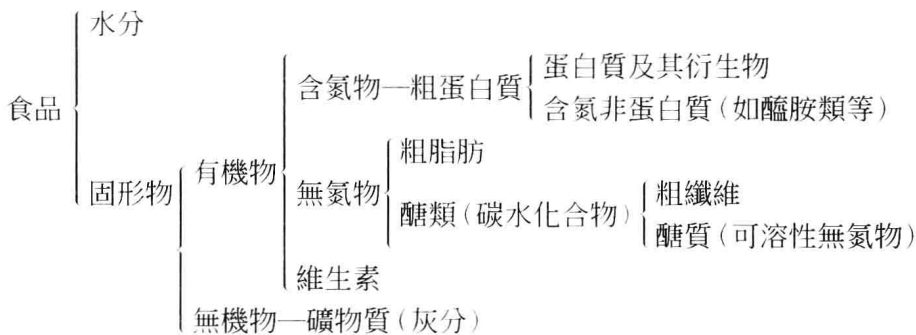 水分
含氮物—粗蛋白質
蛋白質及其衍生物
含氮非蛋白質(如醯胺類等)
食品
有機物
粗脂肪
固形物
無氮物
醣類(碳水化合物)
粗纖維
醣質(可溶性無氮物)
維生素
無機物—礦物質(灰分)